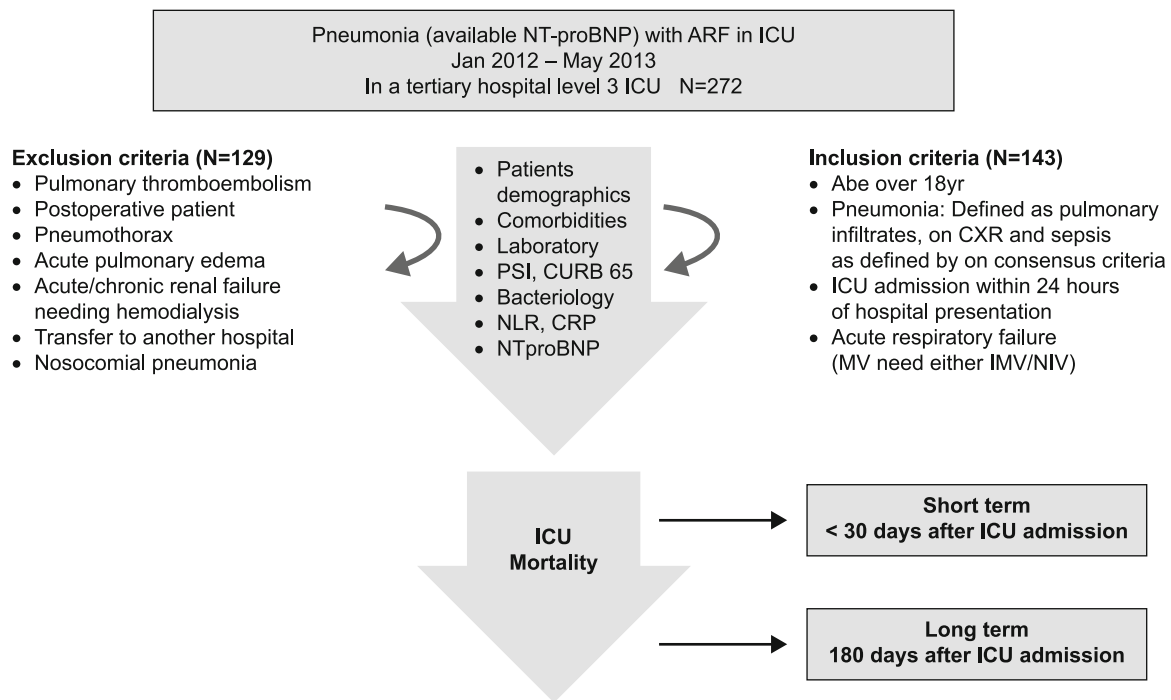 Pneumonia (available NT-proBNP) with ARF in ICU
Jan 2012 – May 2013
In a tertiary hospital level 3 ICU N=272
Exclusion criteria (N=129)
• Pulmonary thromboembolism
• Postoperative patient
• Pneumothorax
• Acute pulmonary edema
• Acute/chronic renal failure
needing hemodialysis
• Transfer to another hospital
• Nosocomial pneumonia
• Patients
demographics
• Comorbidities
• Laboratory
• PSI, CURB 65
• Bacteriology
• NLR, CRP
• NTproBNP
Inclusion criteria (N=143)
• Abe over 18yr
• Pneumonia: Defined as pulmonary
infiltrates, on CXR and sepsis
as defined by on consensus criteria
• ICU admission within 24 hours
of hospital presentation
• Acute respiratory failure
(MV need either IMV/NIV)
ICU
Mortality
Short term
< 30 days after ICU admission
Long term
180 days after ICU admission